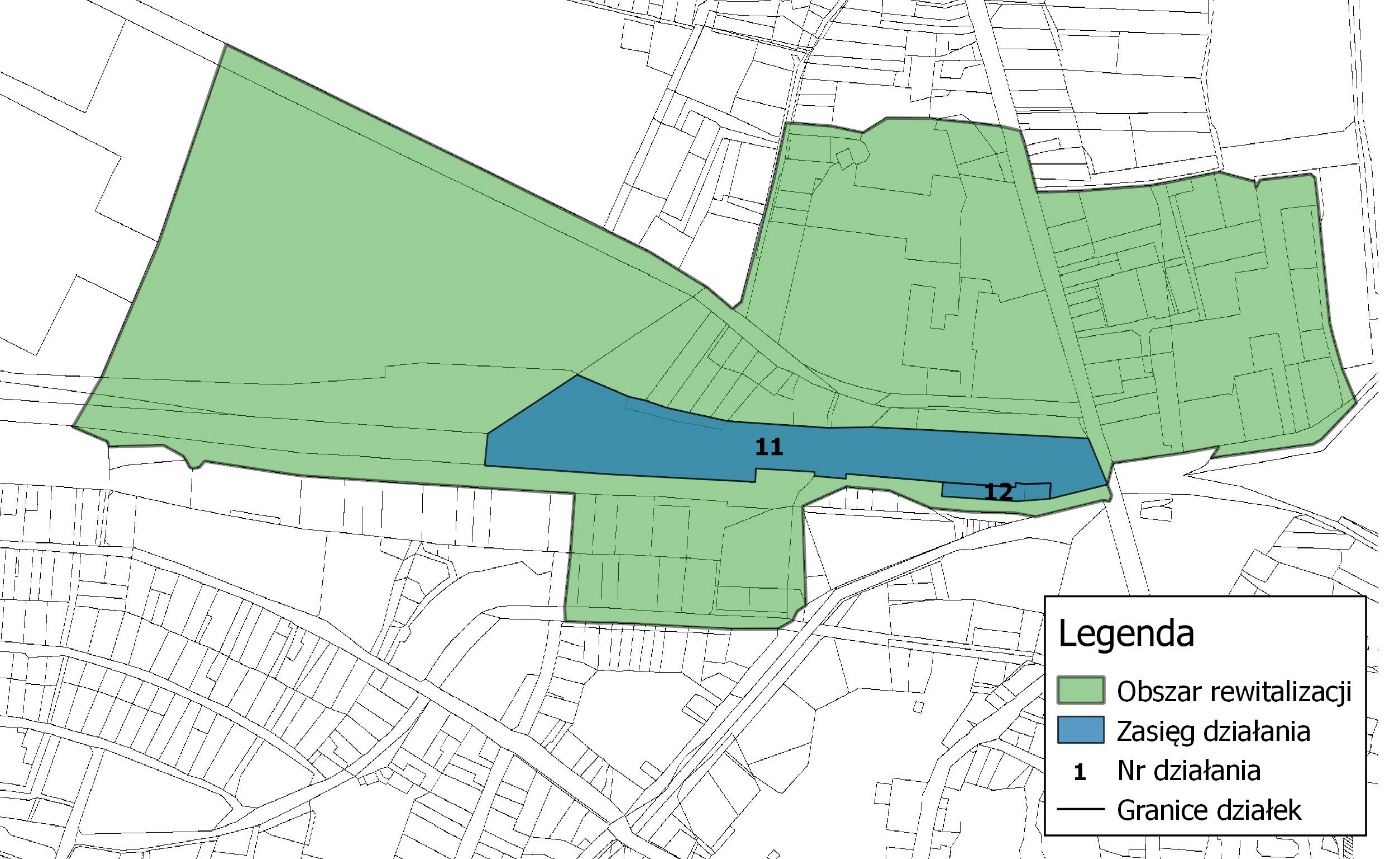 11
12
Legenda
Obszar rewitalizacji
Zasięg działania
1 Nr działania
Granice działek